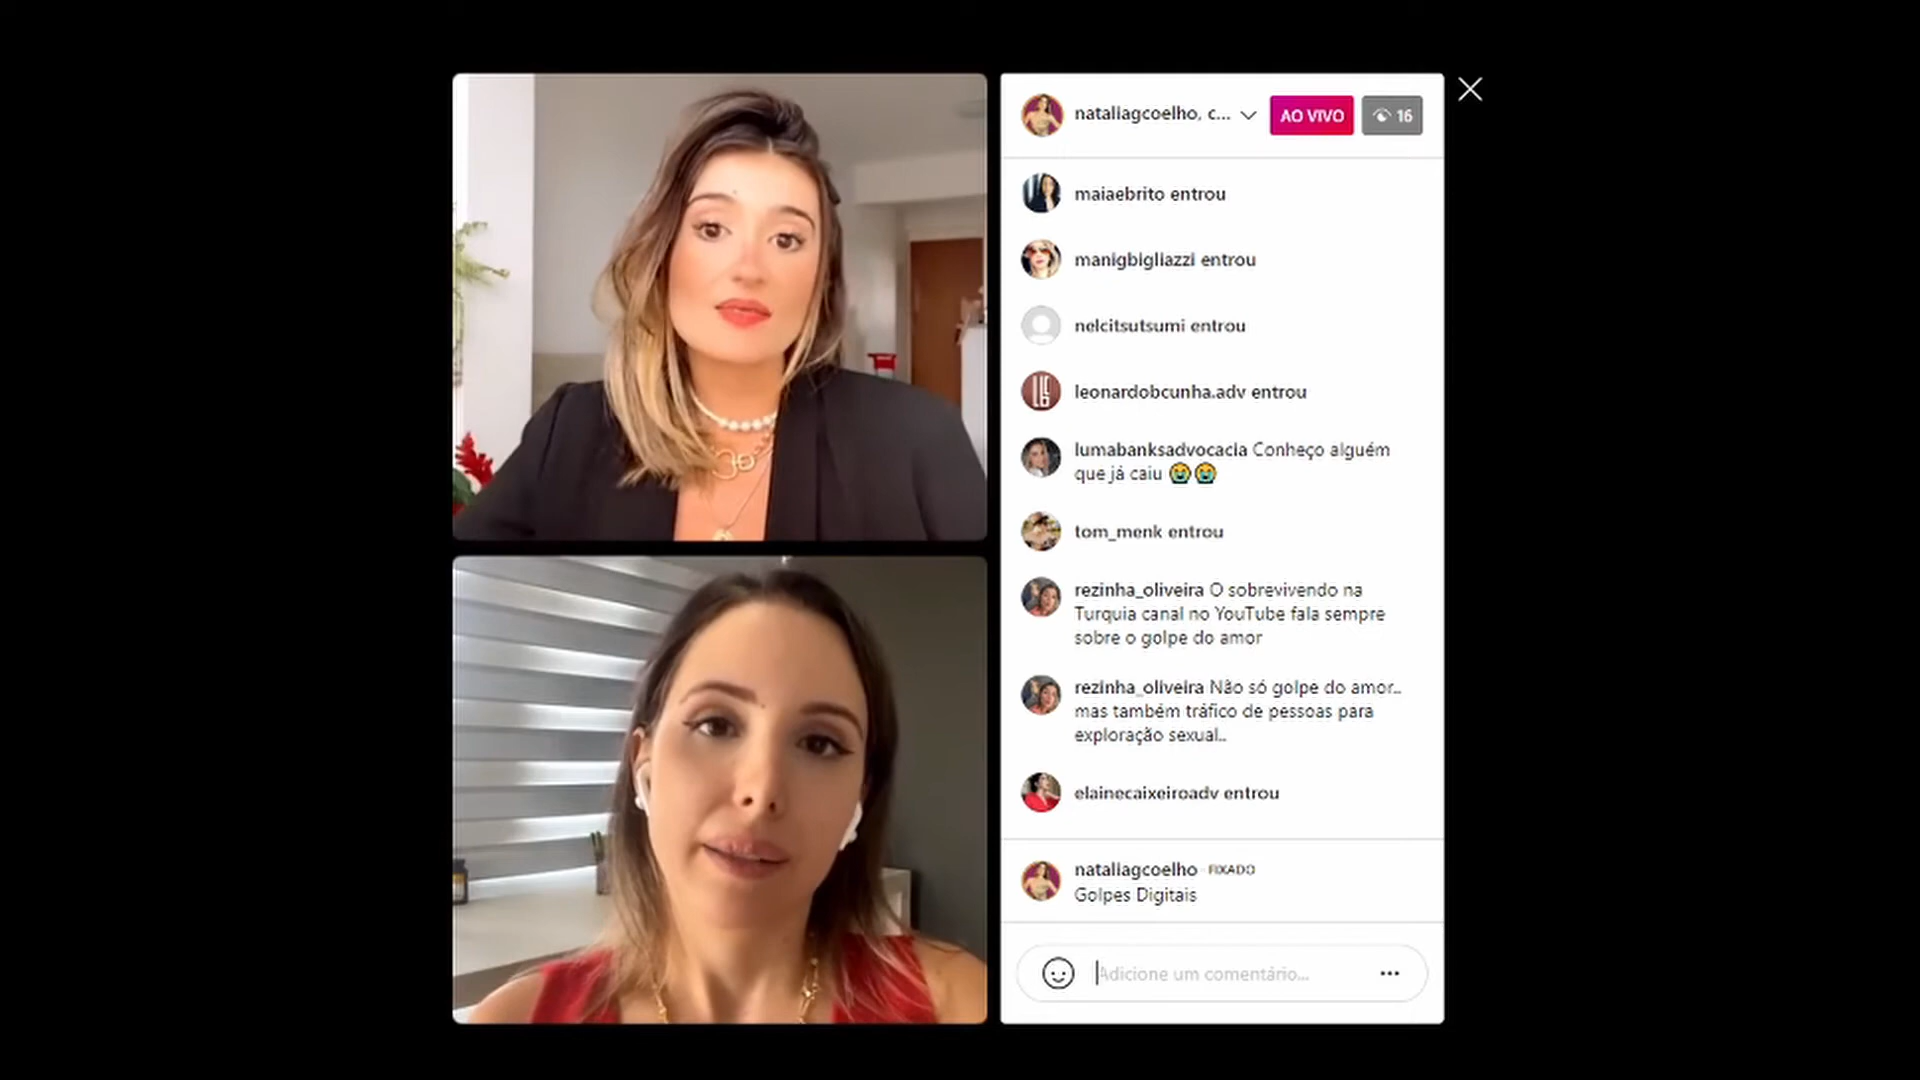 nataliagcoelho, c...
AO VIVO
16
maiaebrito entrou
manigbigliazzi entrou
nelcitsutsumi entrou
leonardobcunha.adv entrou
lumabanksadvocacia Conheço alguém
que já caiu 😭😭
tom_menk entrou
rezinha_oliveira O sobrevivendo na
Turquia canal no YouTube fala sempre
sobre o golpe do amor
rezinha_oliveira Não só golpe do amor..
mas também tráfico de pessoas para
exploração sexual..
elainecaixeiroadv entrou
nataliagcoelho · FIXADO
Golpes Digitais
Adicione um comentário...